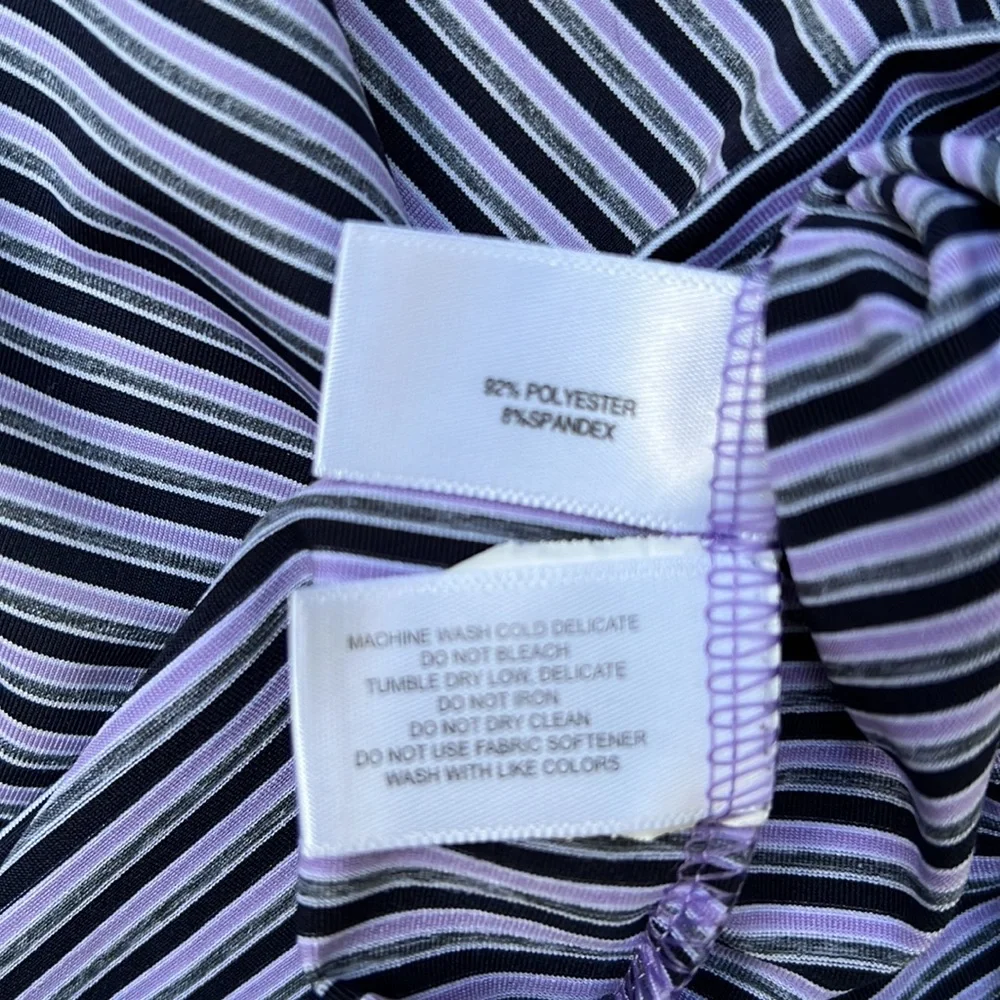 92% POLYESTER
8%SPANDEX
MACHINE WASH COLD DELICATE
DO NOT BLEACH
TUMBLE DRY LOW, DELICATE
DO NOT IRON
DO NOT DRY CLEAN
DO NOT USE FABRIC SOFTENER
WASH WITH LIKE COLORS